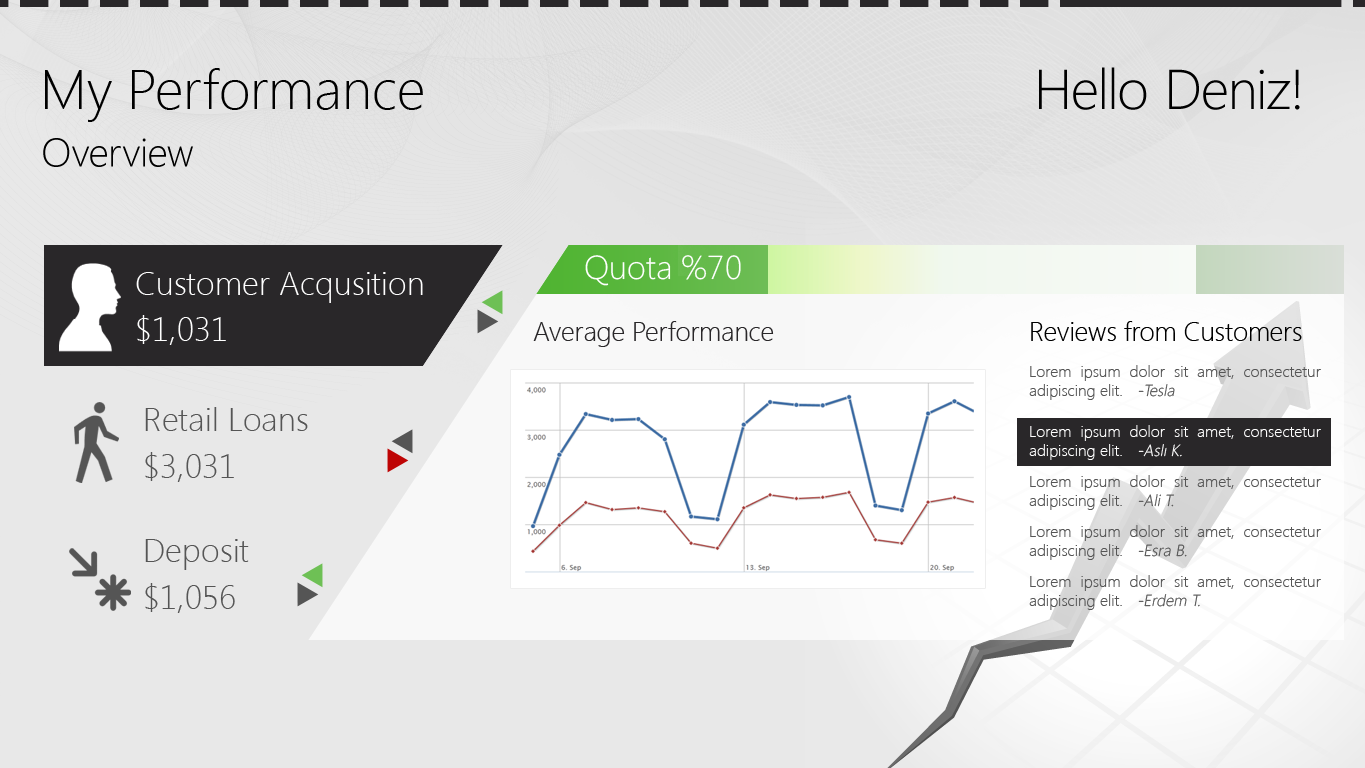 My Performance
Hello Deniz!
Overview
Customer Acqusition
$1,031
Retail Loans
$3,031
Deposit
$1,056
Quota %70
Average Performance
4,000
3,000
2,000
1,000
6. Sep
13. Sep
20. Sep
Reviews from Customers
Lorem ipsum dolor sit amet, consectetur
adipiscing elit. -Tesla
Lorem ipsum dolor sit amet, consectetur
adipiscing elit. -Aslı K.
Lorem ipsum dolor sit amet, consectetur
adipiscing elit. -Ali T.
Lorem ipsum dolor sit amet, consectetur
adipiscing elit. -Esra B.
Lorem ipsum dolor sit amet, consectetur
adipiscing elit. -Erdem T.